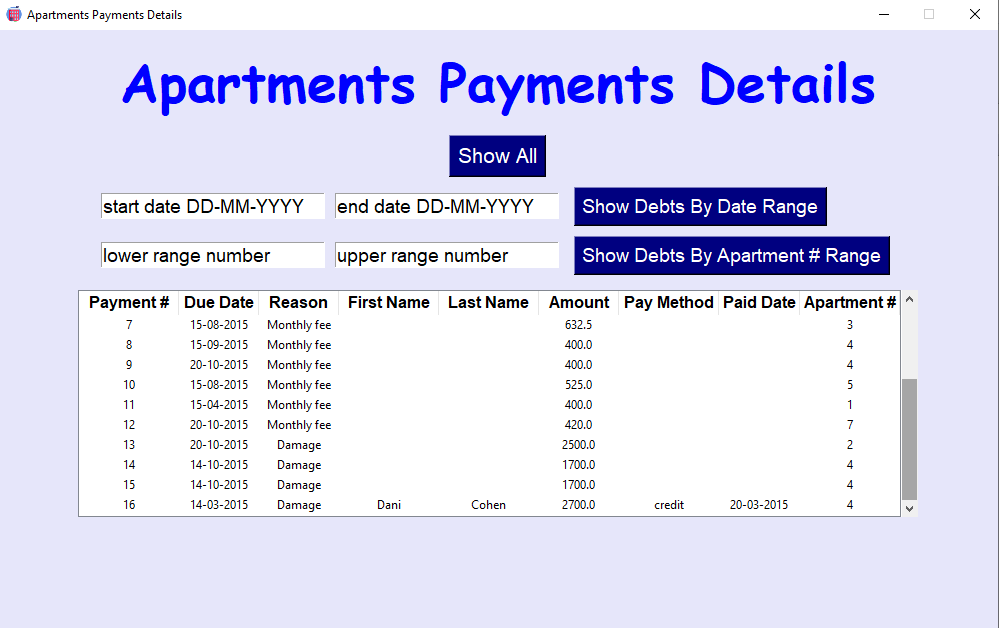 Apartments Payments Details
Apartments Payments Details
Show All
start date DD-MM-YYYY end date DD-MM-YYYY Show Debts By Date Range
lower range number upper range number Show Debts By Apartment # Range
Payment # Due Date Reason First Name Last Name Amount Pay Method Paid Date Apartment #
7 15-08-2015 Monthly fee 632.5 3
8 15-09-2015 Monthly fee 400.0 4
9 20-10-2015 Monthly fee 400.0 4
10 15-08-2015 Monthly fee 525.0 5
11 15-04-2015 Monthly fee 400.0 1
12 20-10-2015 Monthly fee 420.0 7
13 20-10-2015 Damage 2500.0 2
14 14-10-2015 Damage 1700.0 4
15 14-10-2015 Damage 1700.0 4
16 14-03-2015 Damage Dani Cohen 2700.0 credit 20-03-2015 4